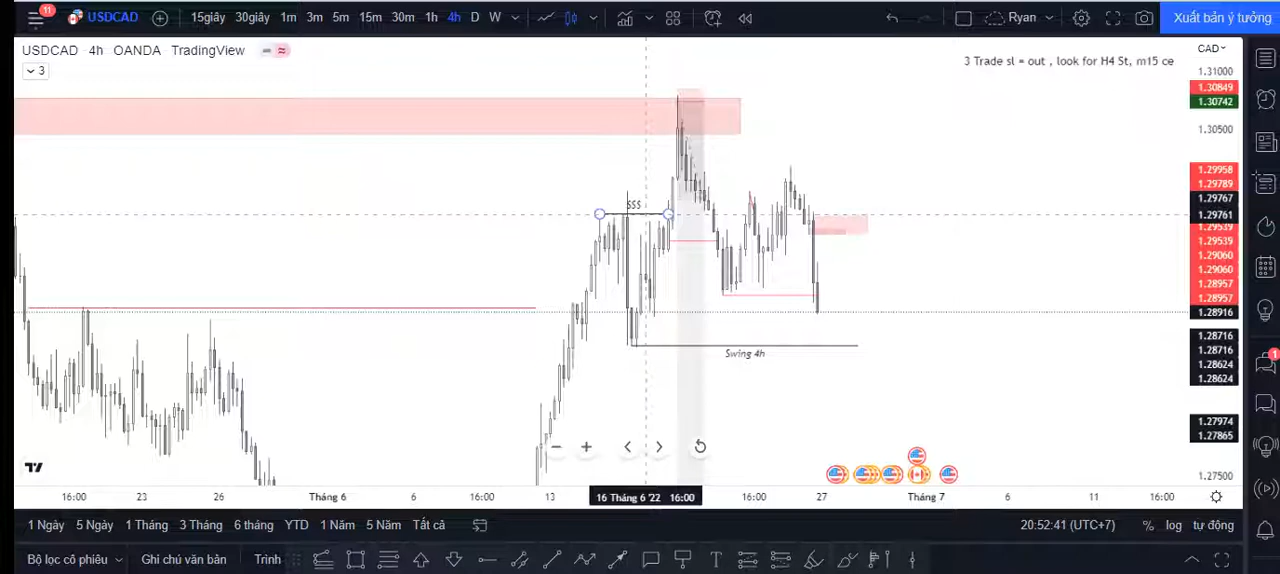 11
USDCAD
15giây 30giây 1m 3m 5m 15m 30m 1h 4h D W
Ryan
Xuất bản ý tưởng
USDCAD 4h OANDA TradingView
3
3 Trade sl = out , look for H4 St, m15 ce
CAD
1.31000
1.30849
1.30742
1.30500
1.29958
1.29789
1.29767
1.29761
1.29539
1.29539
1.29060
1.29060
1.28957
1.28957
1.28916
1.28716
1.28716
1.28624
1.28624
1.27974
1.27865
1.27500
$$$
Swing 4h
16:00 23 26 Tháng 6 6 16:00 13 16 Tháng 6 '22 16:00 16:00 27 Tháng 7 6 11 16:00
1 Ngày 5 Ngày 1 Tháng 3 Tháng 6 tháng YTD 1 Năm 5 Năm Tất cả
20:52:41 (UTC+7) % log tự động
Bộ lọc cổ phiếu Ghi chú văn bản Trình
1